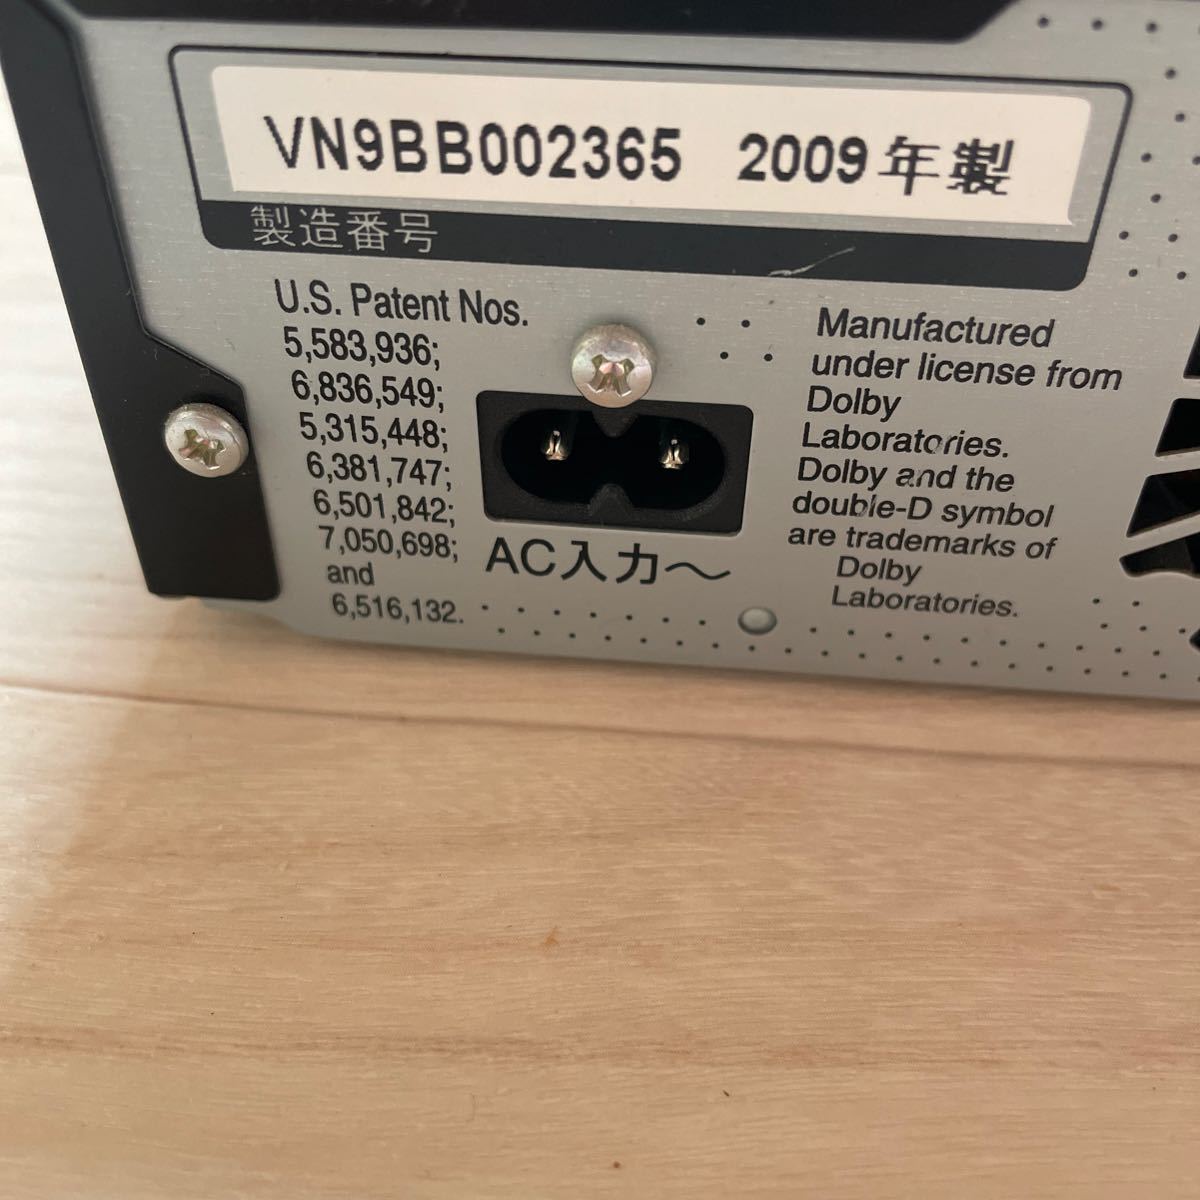 VN9BB002365 2009年製
製造番号
U.S. Patent Nos.
5,583,936;
6,836,549;
5,315,448;
6,381,747;
6,501,842;
7,050,698;
and
6,516,132.
AC入力～
Manufactured
under license from
Dolby
Laboratories.
Dolby and the
double-D symbol
are trademarks of
Dolby
Laboratories.